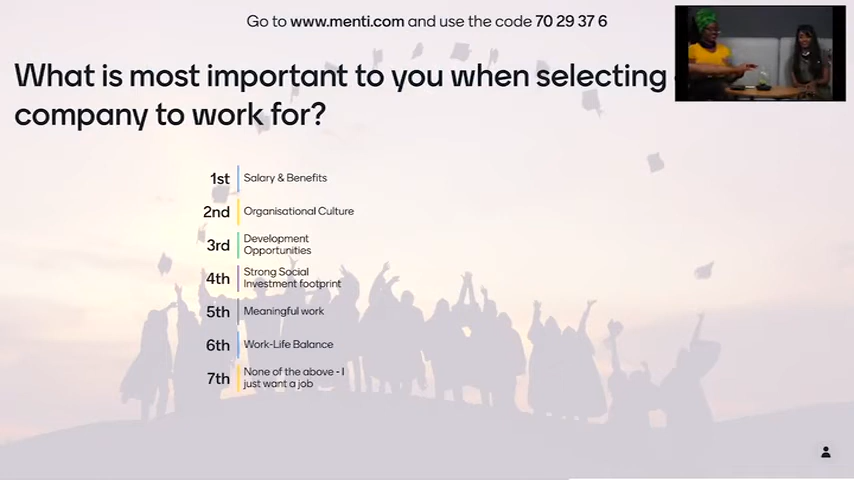 Go to www.menti.com and use the code 70 29 37 6
What is most important to you when selecting
company to work for?
1st Salary & Benefits
2nd Organisational Culture
3rd Development
Opportunities
4th Strong Social
Investment footprint
5th Meaningful work
6th Work-Life Balance
7th None of the above - I
just want a job